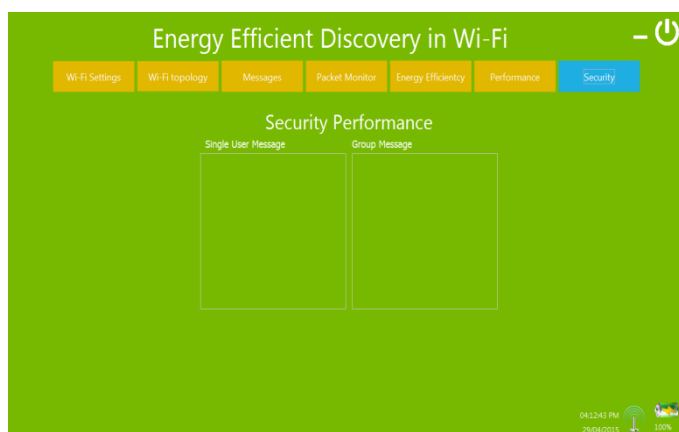 Energy Efficient Discovery in Wi-Fi
Wi-Fi Settings Wi-Fi topology Messages Packet Monitor Energy Efficientcy Performance Security
Security Performance
Single User Message Group Message
04:12:43 PM
29/04/2015 100%